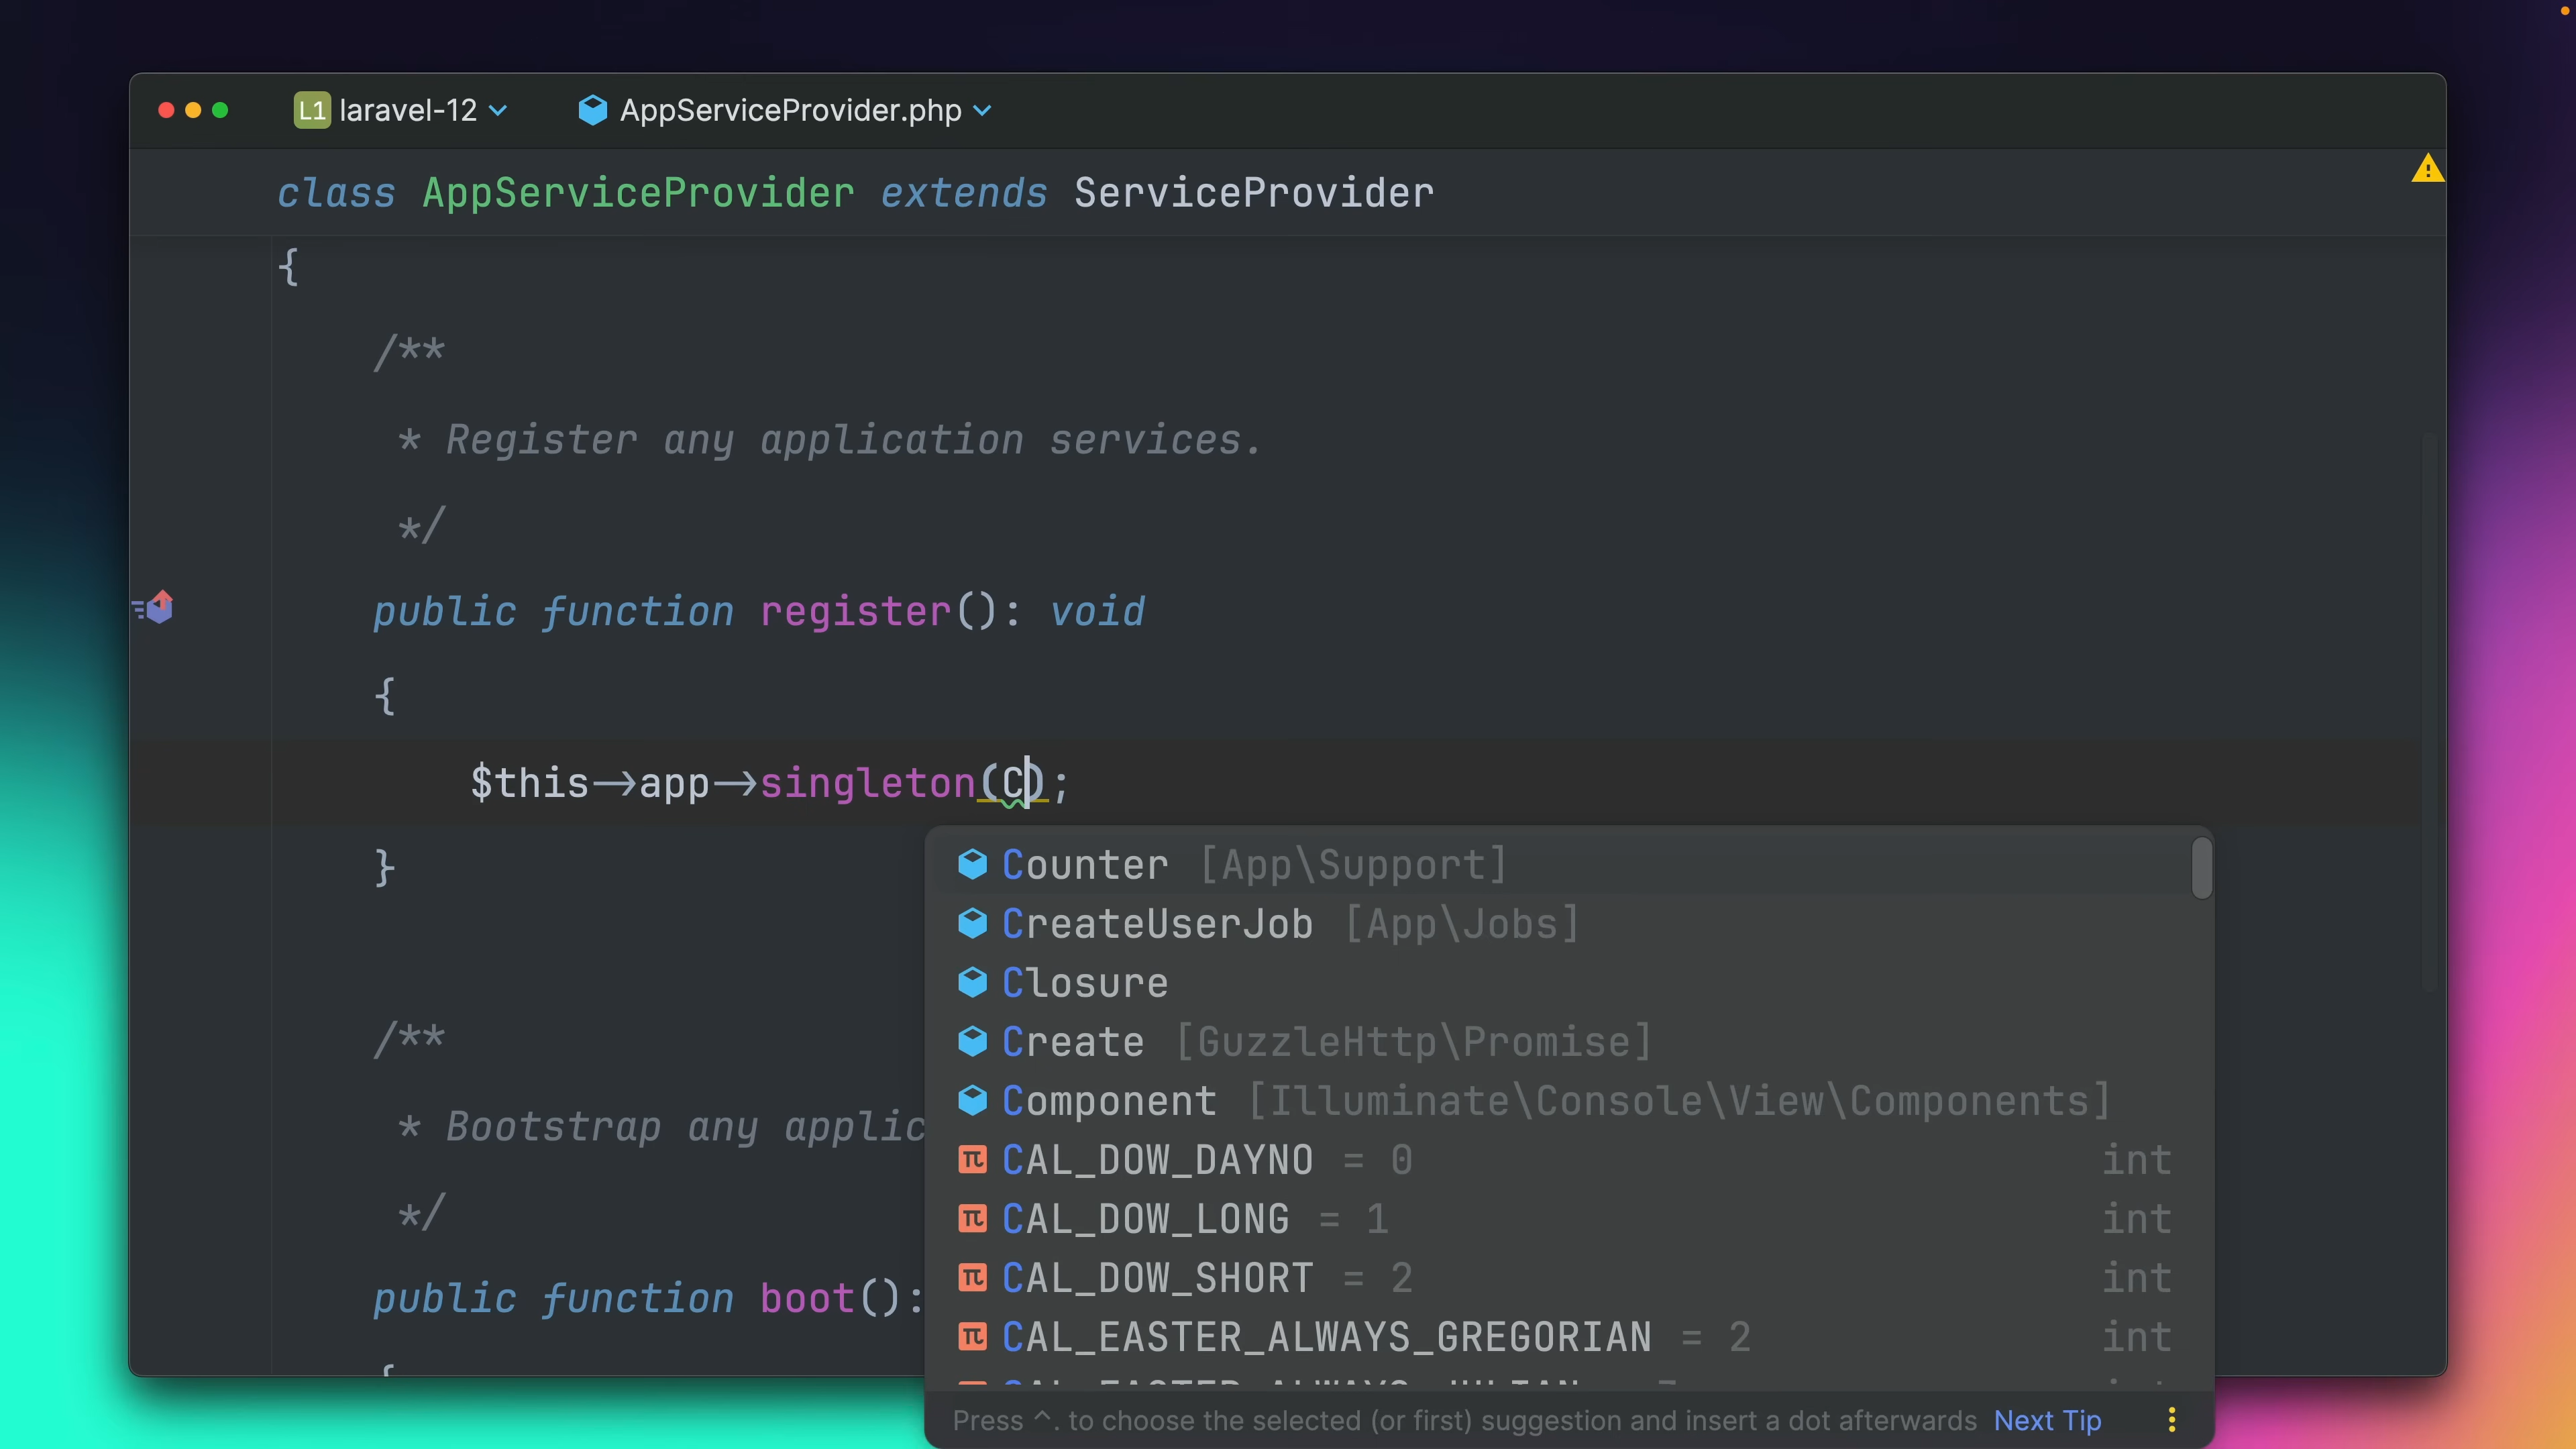 L1 laravel-12 AppServiceProvider.php
class AppServiceProvider extends ServiceProvider
{
/**
* Register any application services.
*/
public function register(): void
{
$this->app->singleton(C);
}
/**
* Bootstrap any applic
*/
public function boot():
{
Counter [App\Support]
CreateUserJob [App\Jobs]
Closure
Create [GuzzleHttp\Promise]
Component [Illuminate\Console\View\Components]
CAL_DOW_DAYNO = 0 int
CAL_DOW_LONG = 1 int
CAL_DOW_SHORT = 2 int
CAL_EASTER_ALWAYS_GREGORIAN = 2 int
Press ^. to choose the selected (or first) suggestion and insert a dot afterwards Next Tip